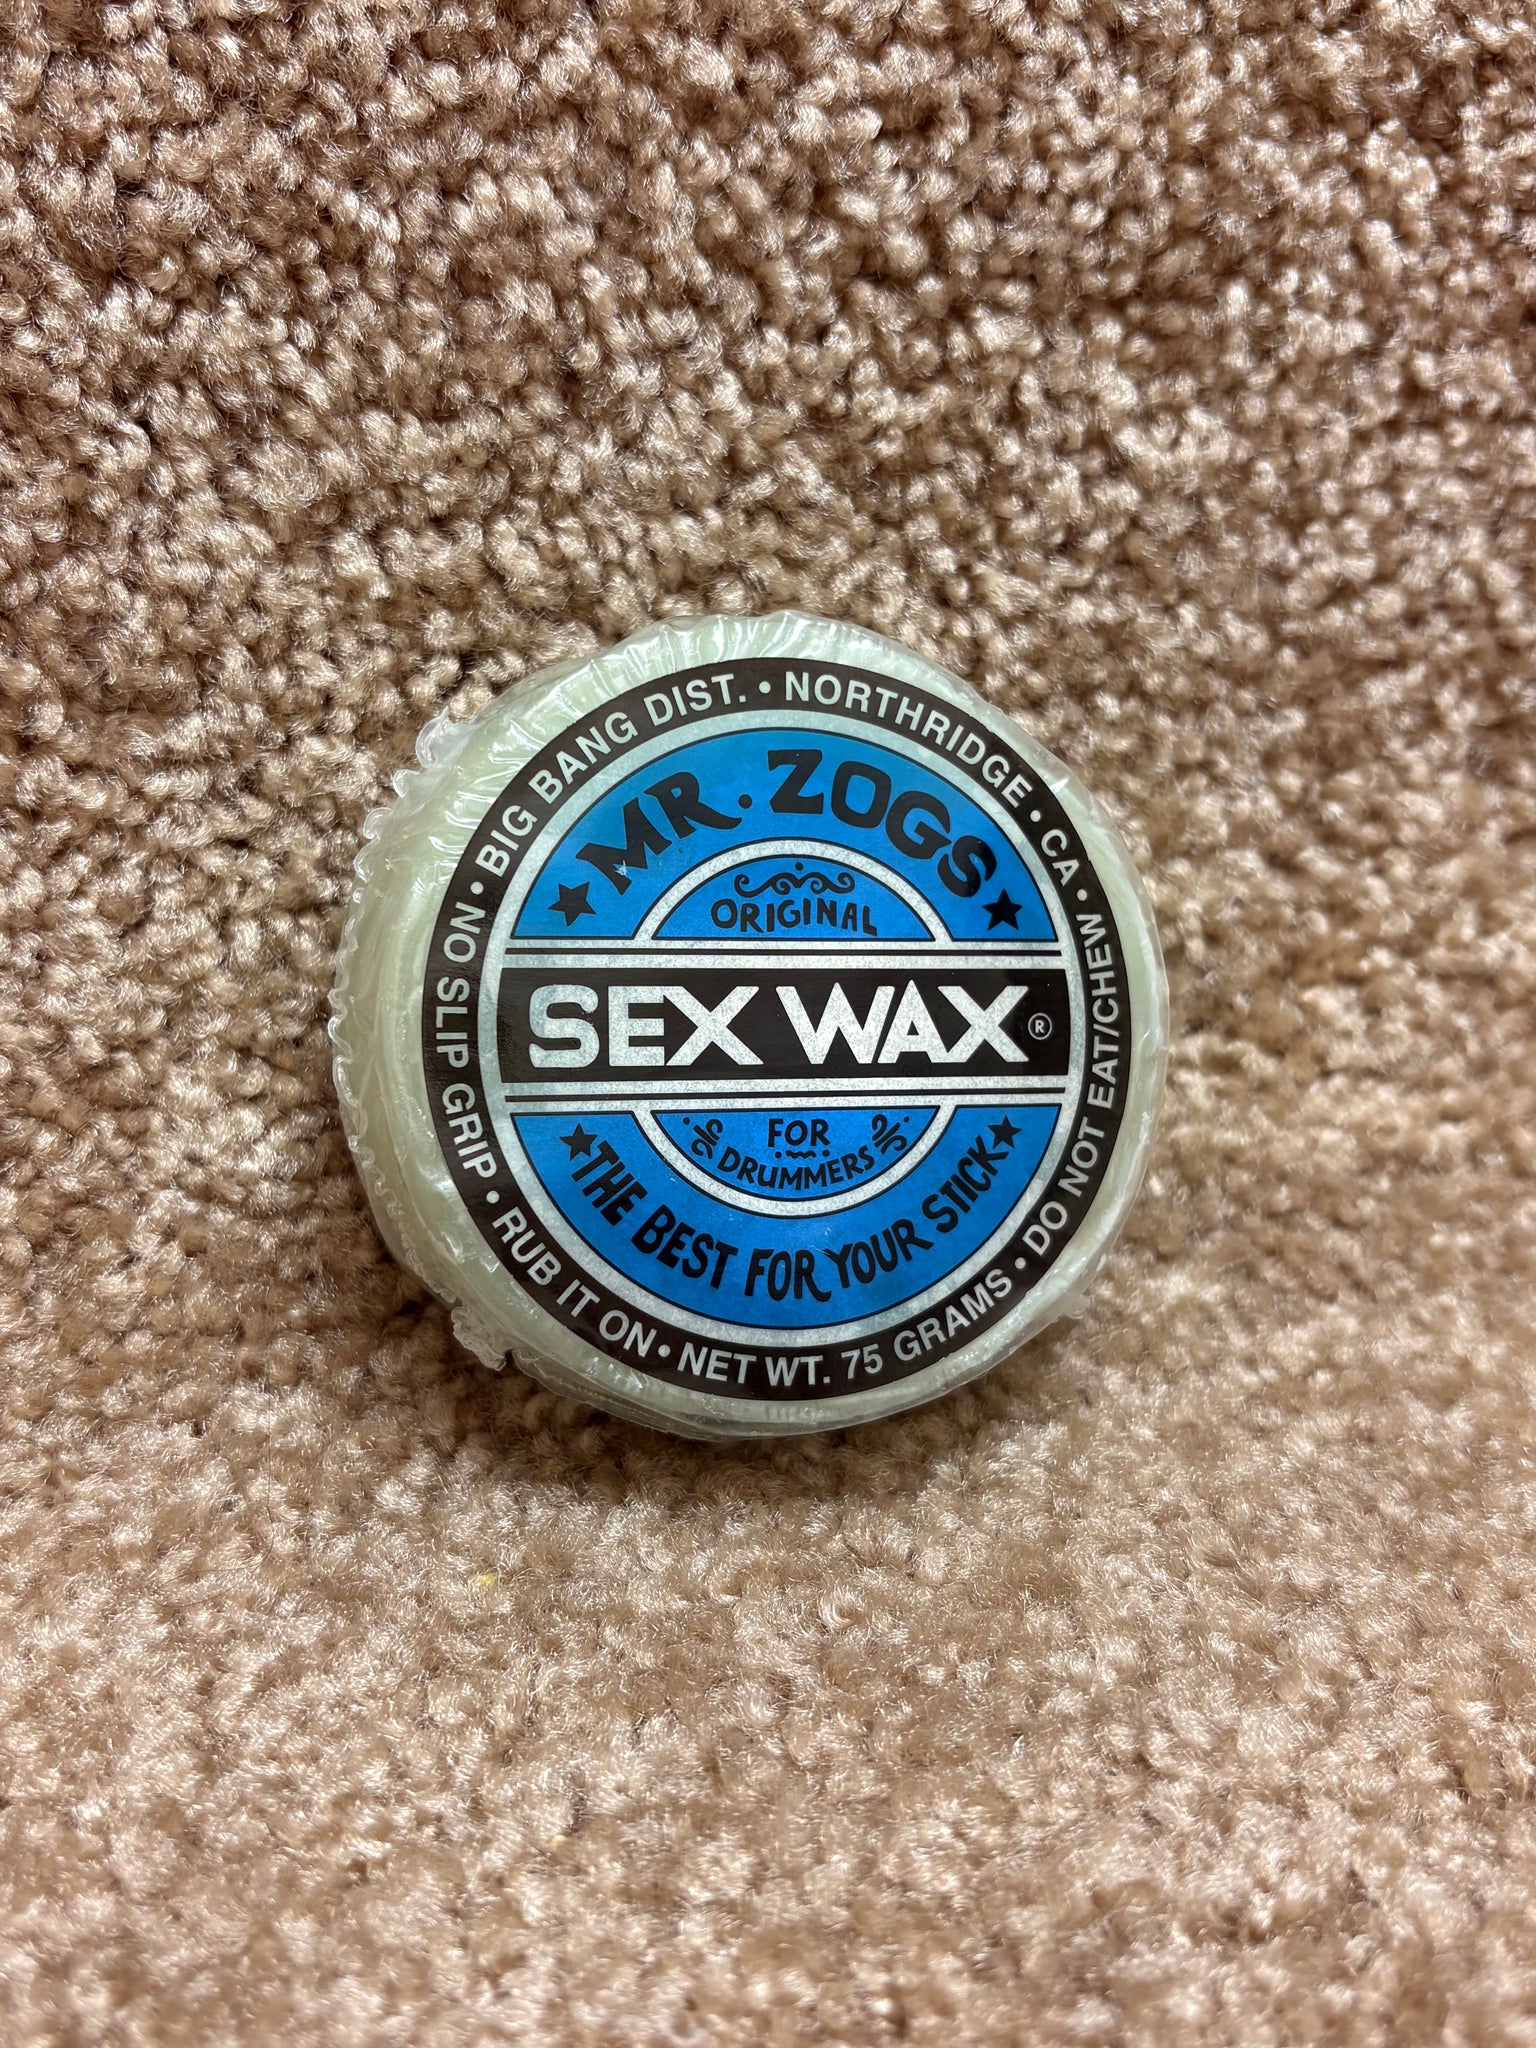 BIG BANG DIST. • NORTHRIDGE • CA • DO NOT EAT/CHEW
MR. ZOGS
ORIGINAL
SEX WAX®
FOR
DRUMMERS
THE BEST FOR YOUR STICK
NO SLIP GRIP • RUB IT ON • NET WT. 75 GRAMS